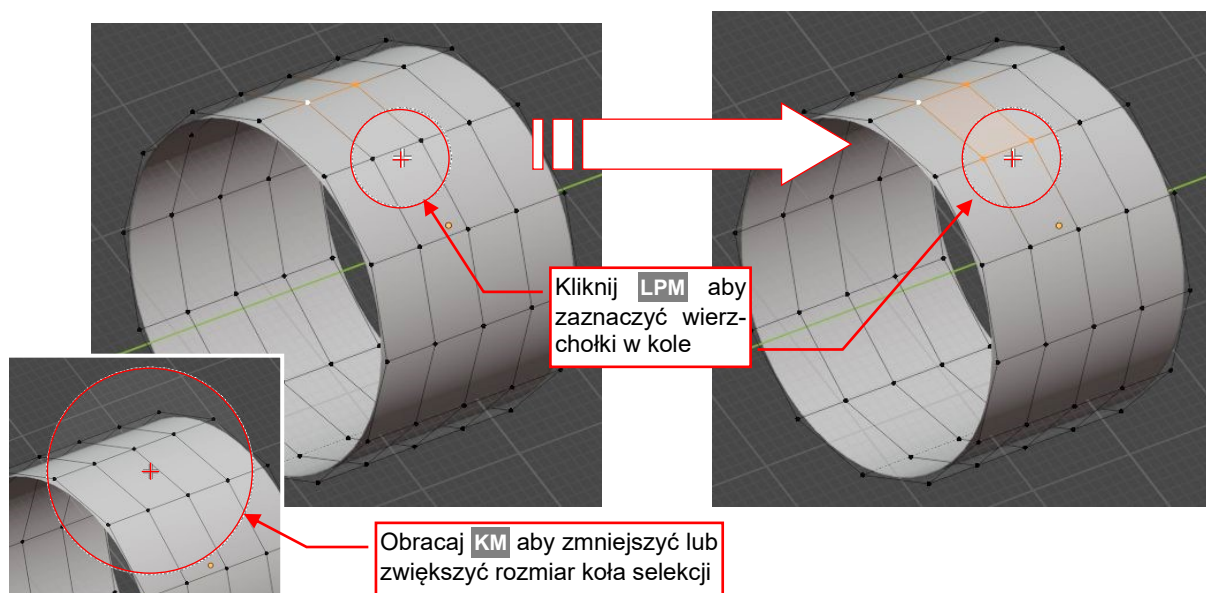 Kliknij LPM aby
zaznaczyć wierz-
chołki w kole
Obracaj KM aby zmniejszyć lub
zwiększyć rozmiar koła selekcji